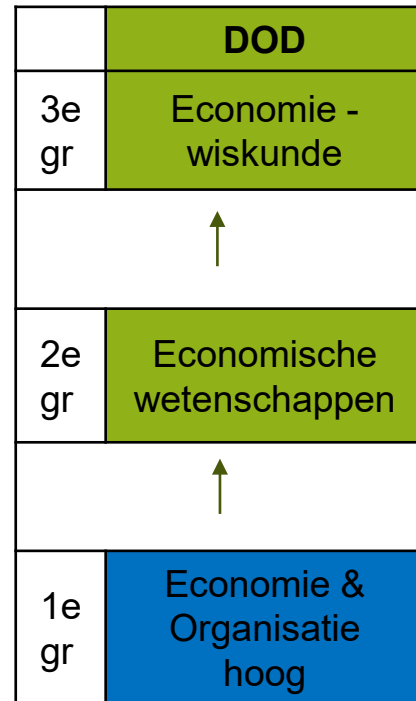 DOD
3e
gr
Economie -
wiskunde
2e
gr
Economische
wetenschappen
1e
gr
Economie &
Organisatie
hoog